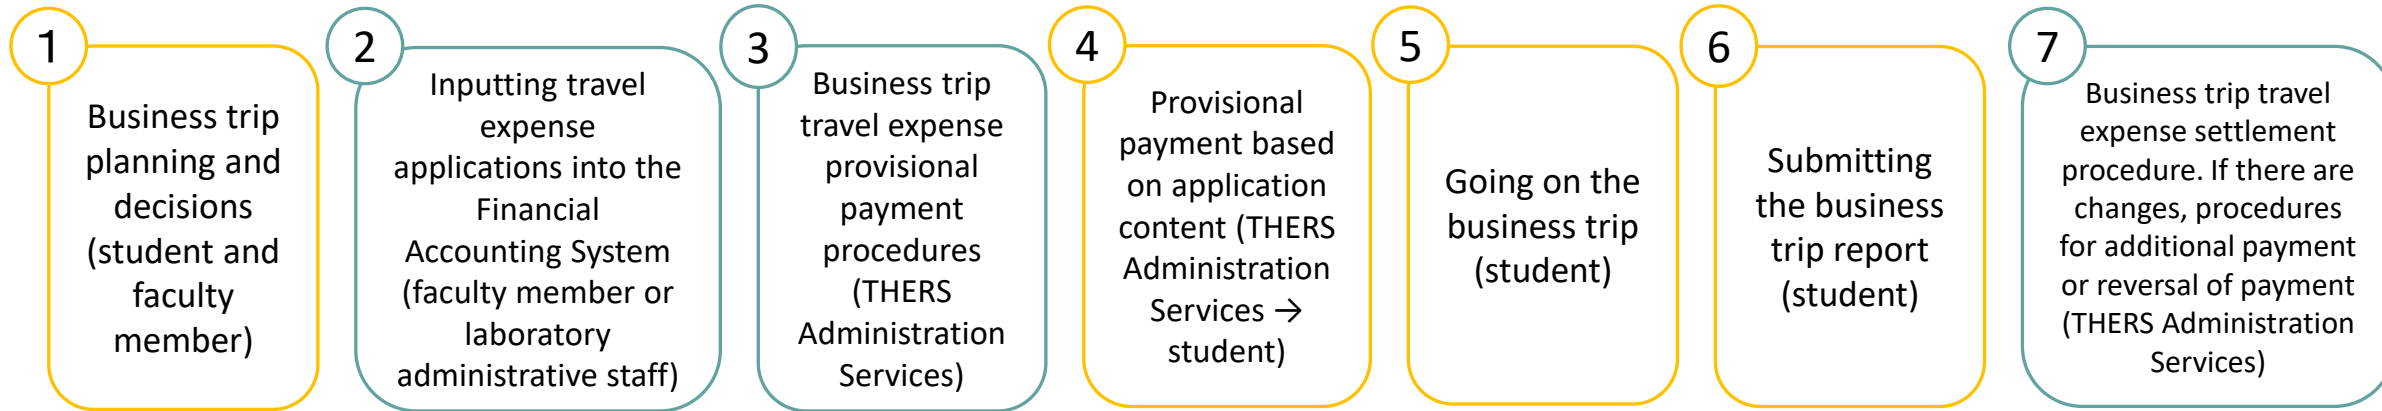 1
Business trip
planning and
decisions
(student and
faculty
member)
2
Inputting travel
expense
applications into the
Financial
Accounting System
(faculty member or
laboratory
administrative staff)
3
Business trip
travel expense
provisional
payment
procedures
(THERS
Administration
Services)
4
Provisional
payment based
on application
content (THERS
Administration
Services →
student)
5
Going on the
business trip
(student)
6
Submitting
the business
trip report
(student)
7
Business trip travel
expense settlement
procedure. If there are
changes, procedures
for additional payment
or reversal of payment
(THERS Administration
Services)